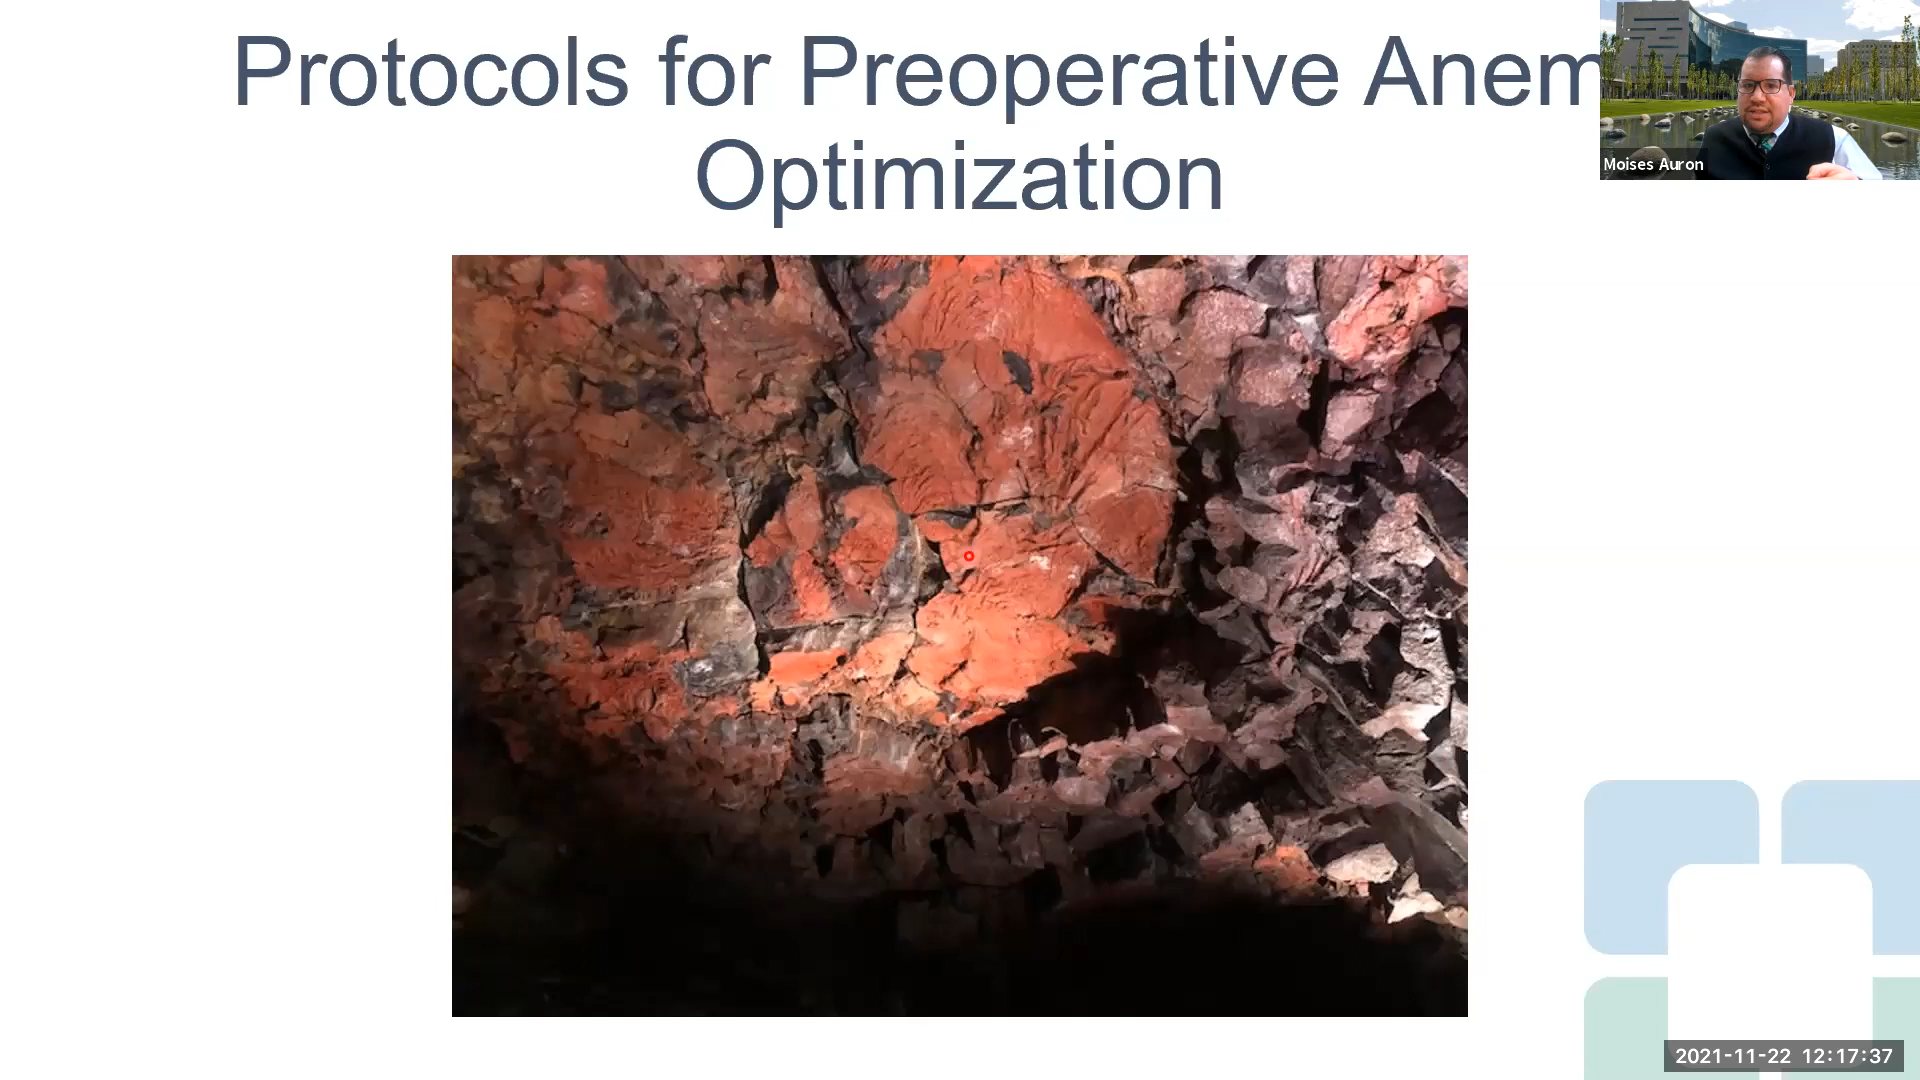 Protocols for Preoperative Anem
Optimization
Moises Auron
2021-11-22 12:17:37